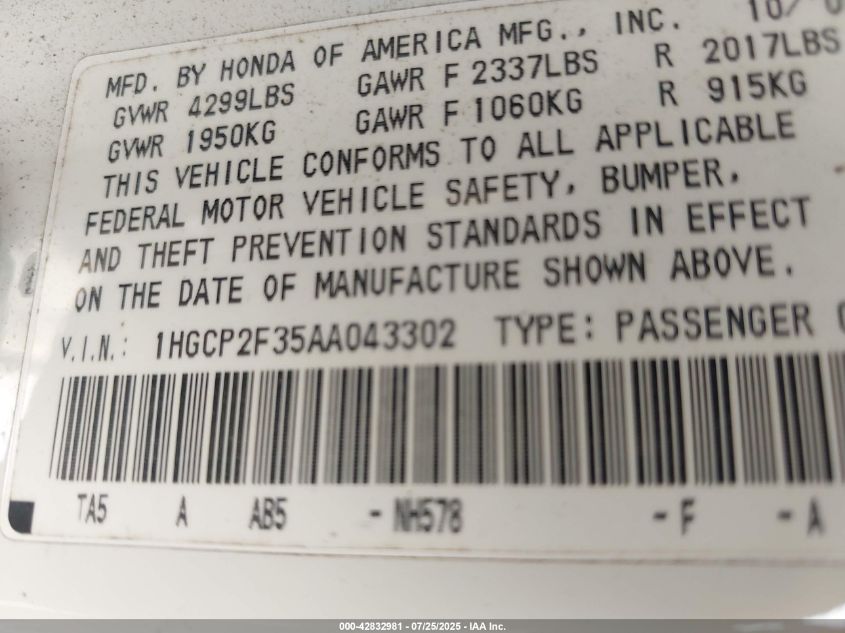 MFD. BY HONDA OF AMERICA MFG., INC. 10/0
GVWR 4299LBS GAWR F 2337LBS R 2017LBS
GVWR 1950KG GAWR F 1060KG R 915KG
THIS VEHICLE CONFORMS TO ALL APPLICABLE
FEDERAL MOTOR VEHICLE SAFETY, BUMPER,
AND THEFT PREVENTION STANDARDS IN EFFECT
ON THE DATE OF MANUFACTURE SHOWN ABOVE.
V.I.N.: 1HGCP2F35AA043302 TYPE: PASSENGER
TA5 A AB5 - NH578 - F - A
000-42832981 - 07/25/2025 - IAA Inc.